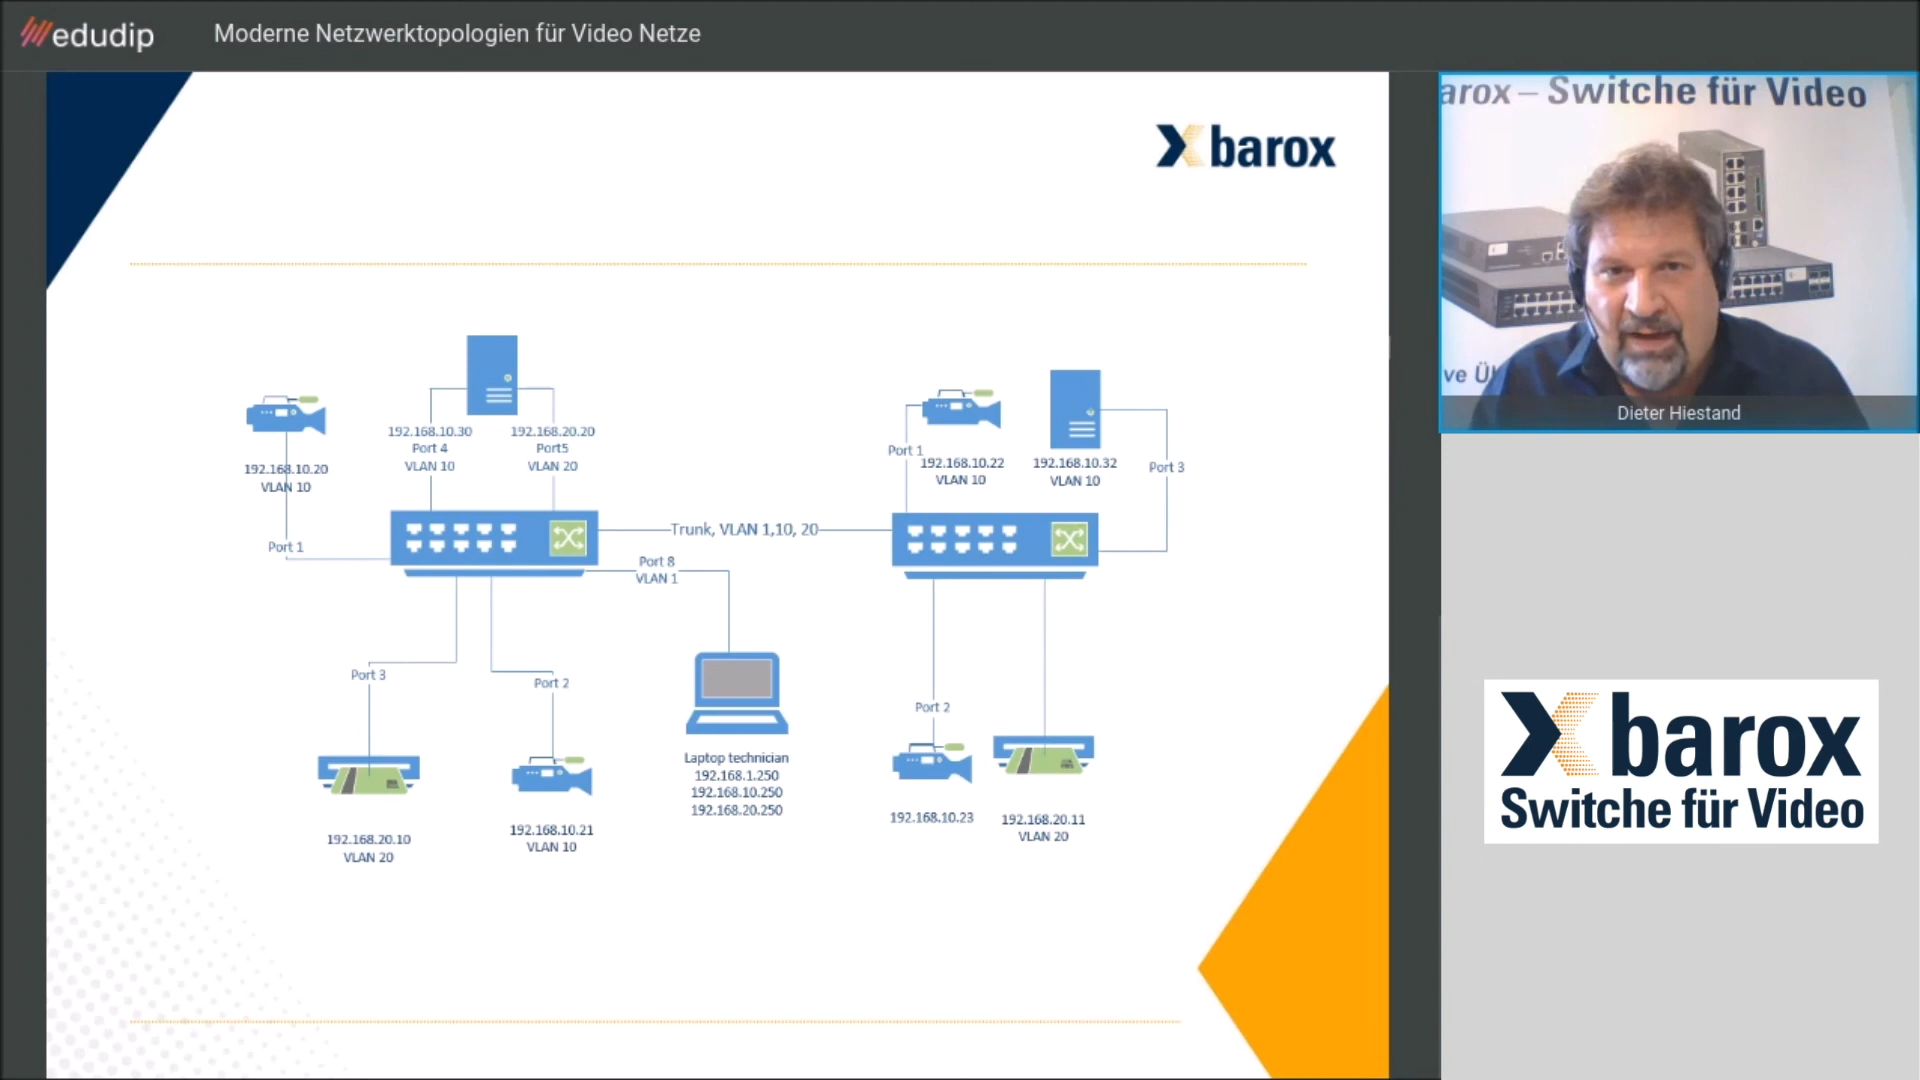 edudip
Moderne Netzwerktopologien für Video Netze
barox
192.168.10.20
VLAN 10
Port 1
192.168.10.30
Port 4
VLAN 10
192.168.20.20
Port5
VLAN 20
Trunk, VLAN 1,10, 20
Port 8
VLAN 1
Port 1
192.168.10.22
VLAN 10
192.168.10.32
VLAN 10
Port 3
Port 3
192.168.20.10
VLAN 20
Port 2
192.168.10.21
VLAN 10
Laptop technician
192.168.1.250
192.168.10.250
192.168.20.250
Port 2
192.168.10.23
192.168.20.11
VLAN 20
arox – Switche für Video
ve Ü
Dieter Hiestand
barox
Switche für Video